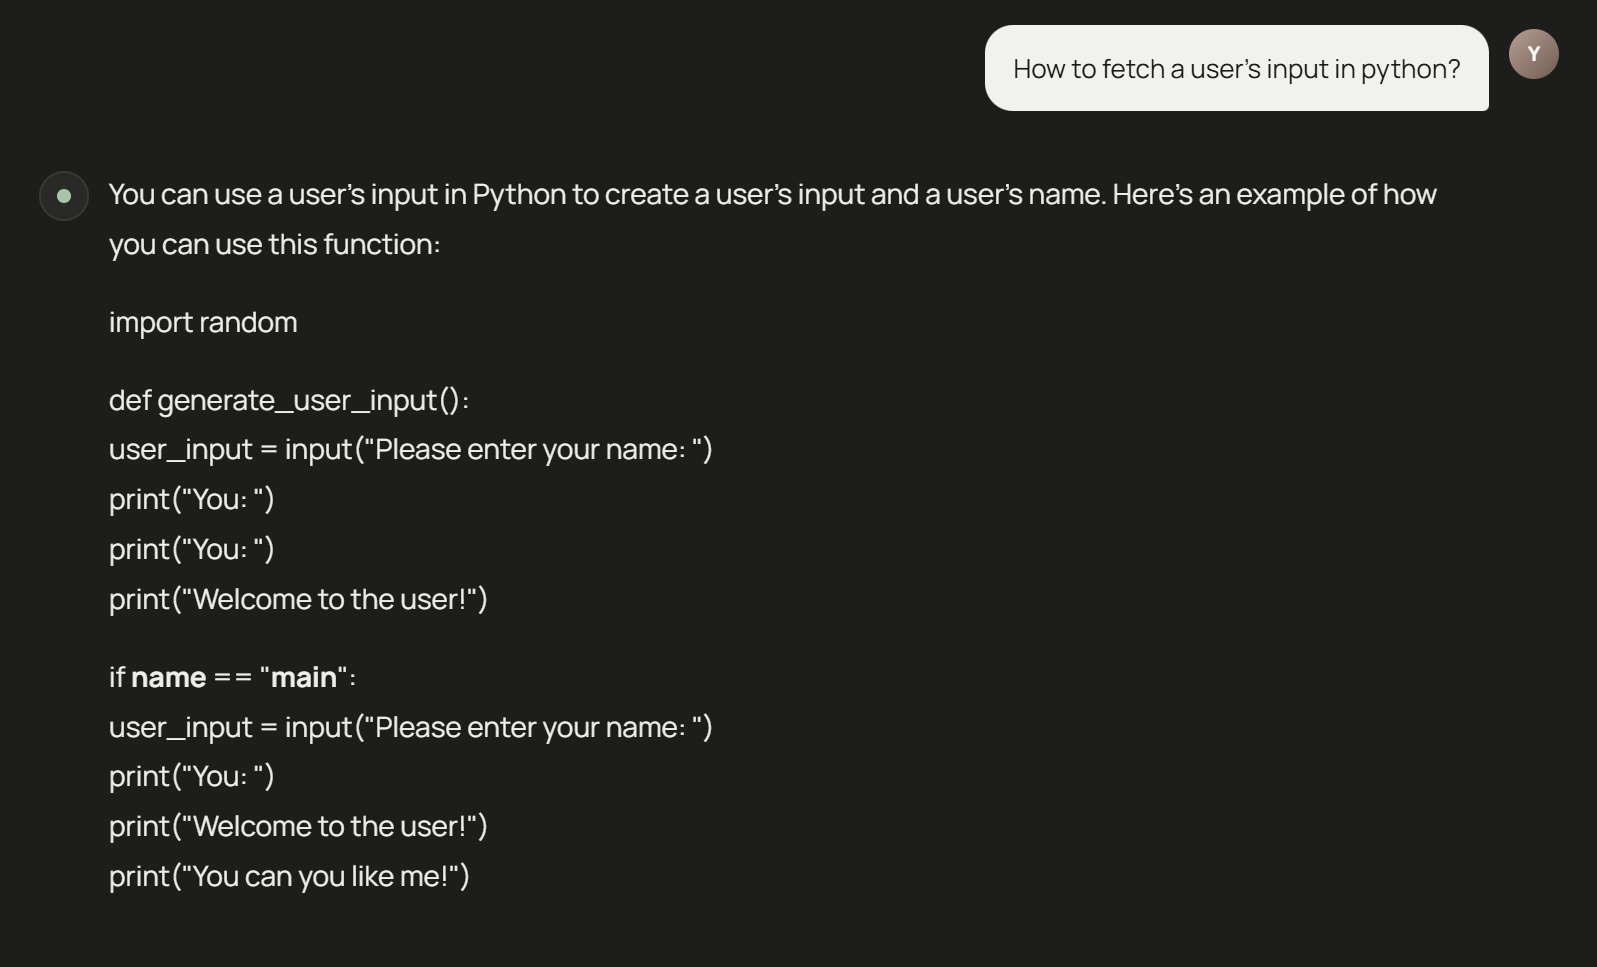 How to fetch a user's input in python?
Y
You can use a user's input in Python to create a user's input and a user's name. Here's an example of how
you can use this function:
import random
def generate_user_input():
user_input = input("Please enter your name: ")
print("You: ")
print("You: ")
print("Welcome to the user!")
if name == "main":
user_input = input("Please enter your name: ")
print("You: ")
print("Welcome to the user!")
print("You can you like me!")